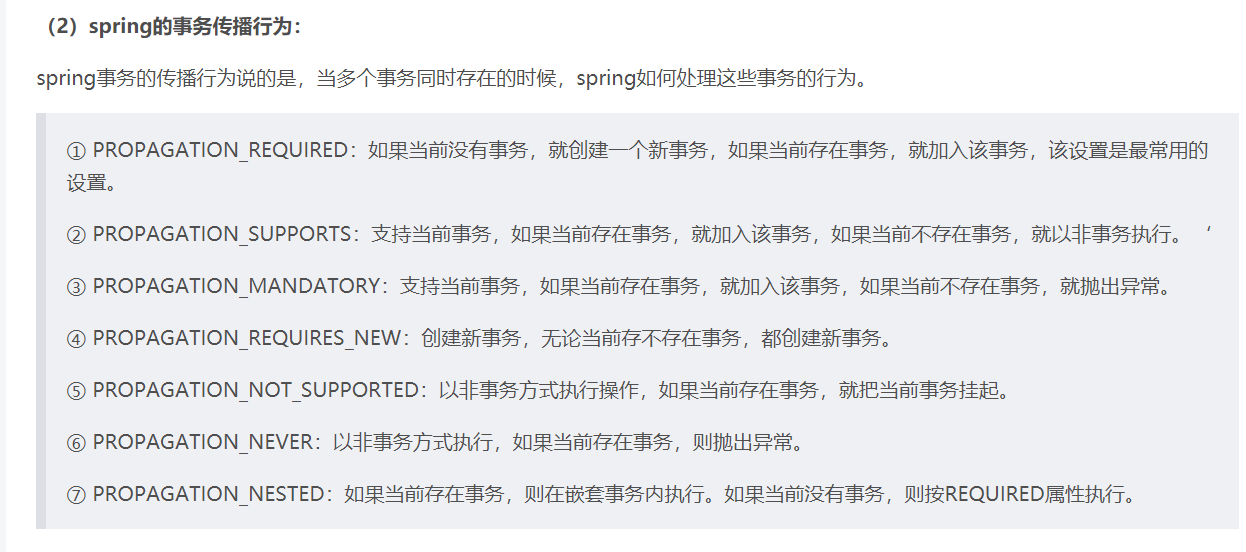 （2）spring的事务传播行为：
spring事务的传播行为说的是，当多个事务同时存在的时候，spring如何处理这些事务的行为。
① PROPAGATION_REQUIRED：如果当前没有事务，就创建一个新事务，如果当前存在事务，就加入该事务，该设置是最常用的
设置。
② PROPAGATION_SUPPORTS：支持当前事务，如果当前存在事务，就加入该事务，如果当前不存在事务，就以非事务执行。‘
③ PROPAGATION_MANDATORY：支持当前事务，如果当前存在事务，就加入该事务，如果当前不存在事务，就抛出异常。
④ PROPAGATION_REQUIRES_NEW：创建新事务，无论当前存不存在事务，都创建新事务。
⑤ PROPAGATION_NOT_SUPPORTED：以非事务方式执行操作，如果当前存在事务，就把当前事务挂起。
⑥ PROPAGATION_NEVER：以非事务方式执行，如果当前存在事务，则抛出异常。
⑦ PROPAGATION_NESTED：如果当前存在事务，则在嵌套事务内执行。如果当前没有事务，则按REQUIRED属性执行。